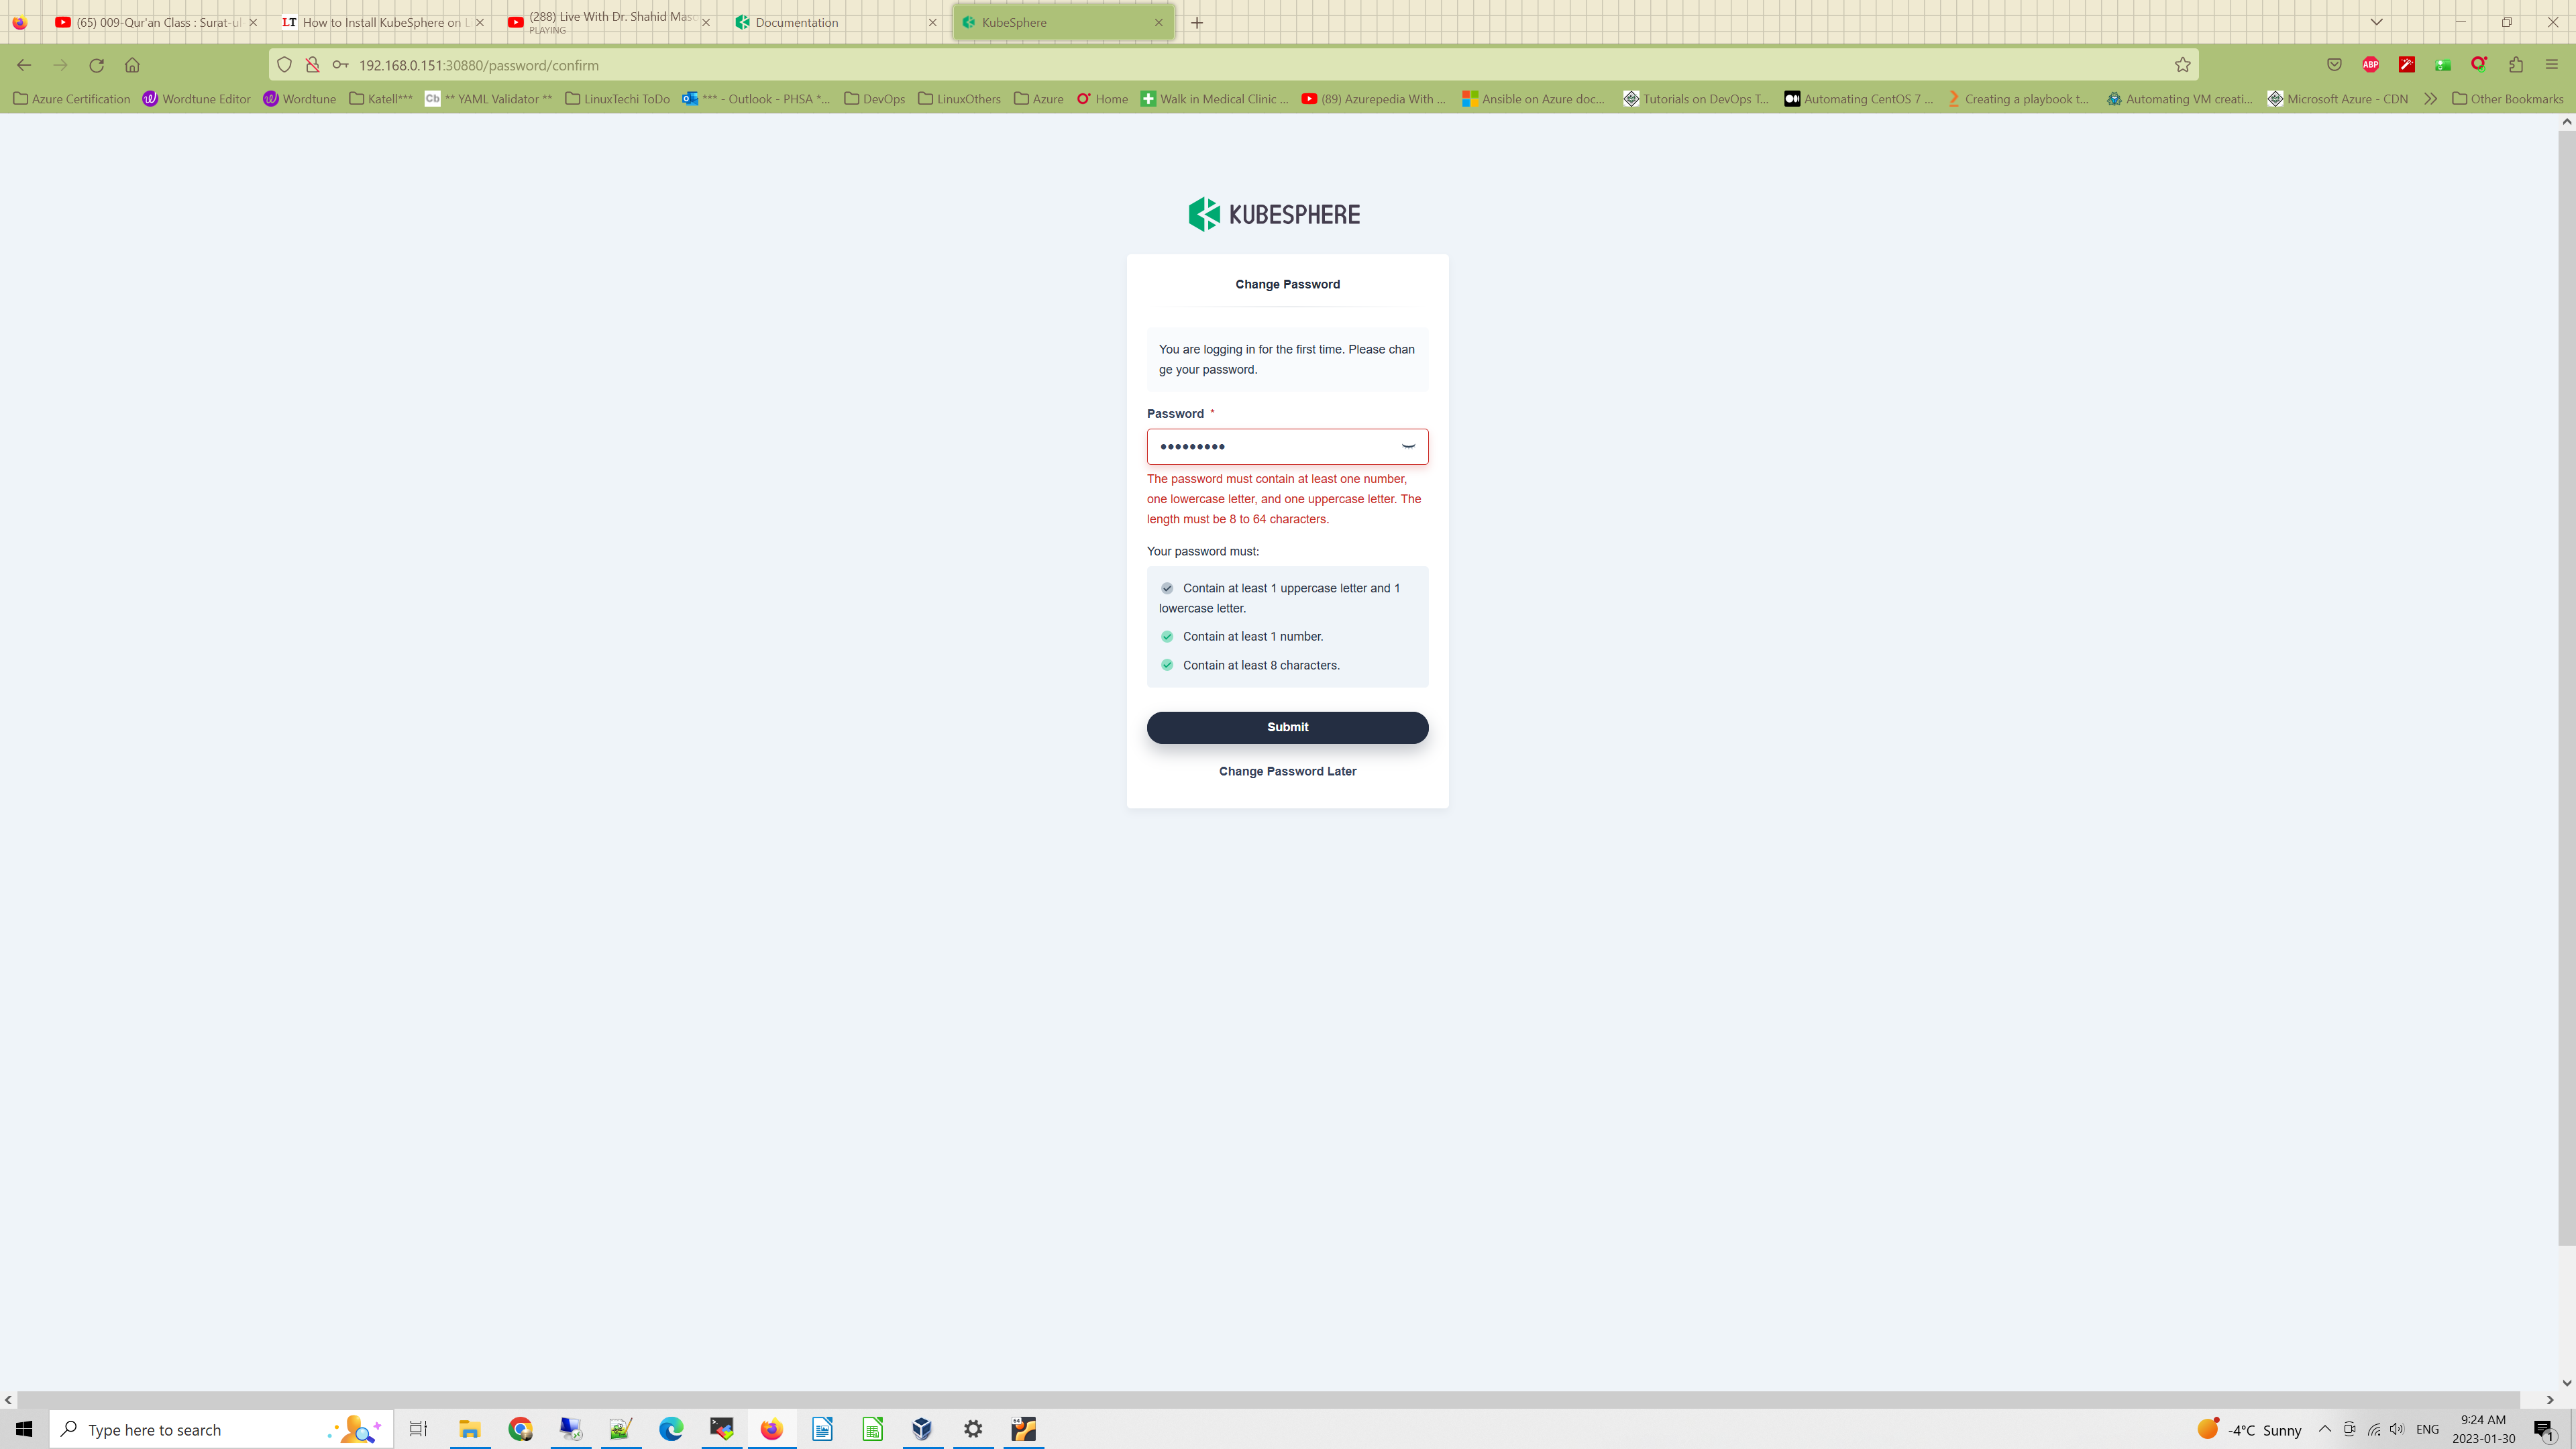 (65) 009-Qur'an Class : Surat-ul
LT How to Install KubeSphere on L
(288) Live With Dr. Shahid Maso
PLAYING
Documentation
KubeSphere
192.168.0.151:30880/password/confirm
ABP
Azure Certification
Wordtune Editor
Wordtune
Katell***
Cb ** YAML Validator **
LinuxTechi ToDo
*** - Outlook - PHSA *...
DevOps
LinuxOthers
Azure
Home
Walk in Medical Clinic ...
(89) Azurepedia With ...
Ansible on Azure doc...
Tutorials on DevOps T...
Automating CentOS 7 ...
Creating a playbook t...
Automating VM creati...
Microsoft Azure - CDN
Other Bookmarks
KUBESPHERE
Change Password
You are logging in for the first time. Please chan
ge your password.
Password *
The password must contain at least one number,
one lowercase letter, and one uppercase letter. The
length must be 8 to 64 characters.
Your password must:
Contain at least 1 uppercase letter and 1
lowercase letter.
Contain at least 1 number.
Contain at least 8 characters.
Submit
Change Password Later
Type here to search
-4°C Sunny
ENG
9:24 AM
2023-01-30
1